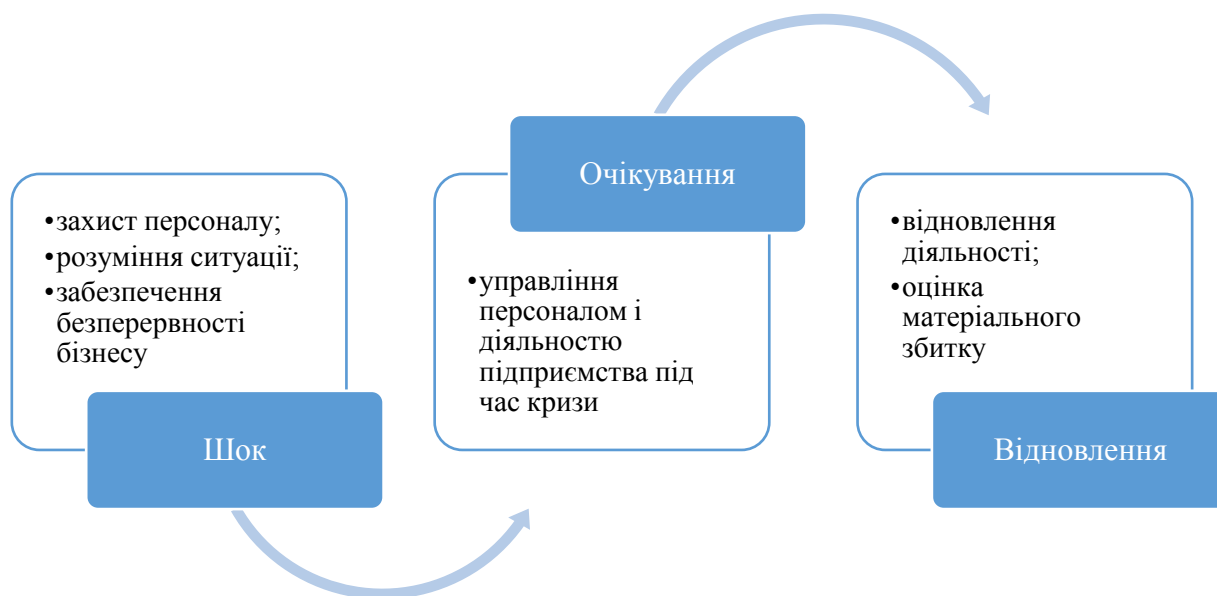 •захист персоналу;
•розуміння ситуації;
•забезпечення
безперервності
бізнесу
Шок
Очікування
•управління
персоналом і
діяльністю
підприємства під
час кризи
•відновлення
діяльності;
•оцінка
матеріального
збитку
Відновлення